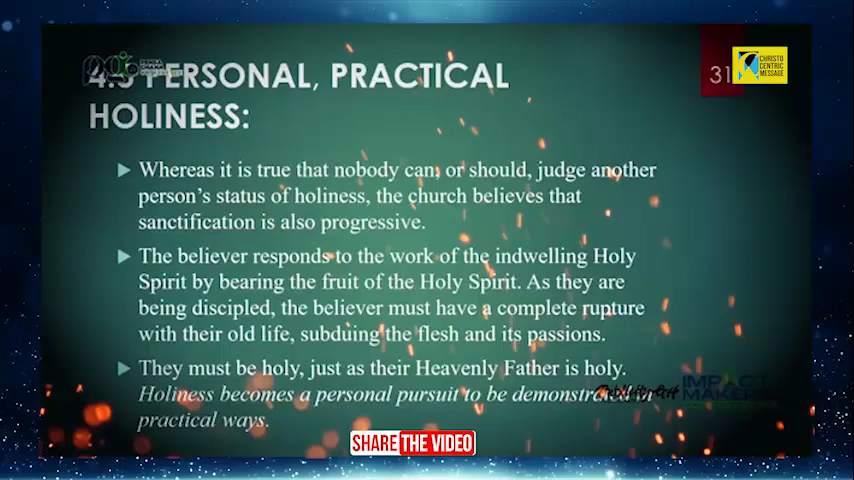 4.3 PERSONAL, PRACTICAL
HOLINESS:
31
CHRISTO
CENTRIC
MESSAGE
Whereas it is true that nobody can, or should, judge another
person's status of holiness, the church believes that
sanctification is also progressive.
The believer responds to the work of the indwelling Holy
Spirit by bearing the fruit of the Holy Spirit. As they are
being discipled, the believer must have a complete rupture
with their old life, subduing the flesh and its passions.
They must be holy, just as their Heavenly Father is holy.
Holiness becomes a personal pursuit to be demonstrated in
practical ways.
IMPACT
MAKER
SHARE THE VIDEO